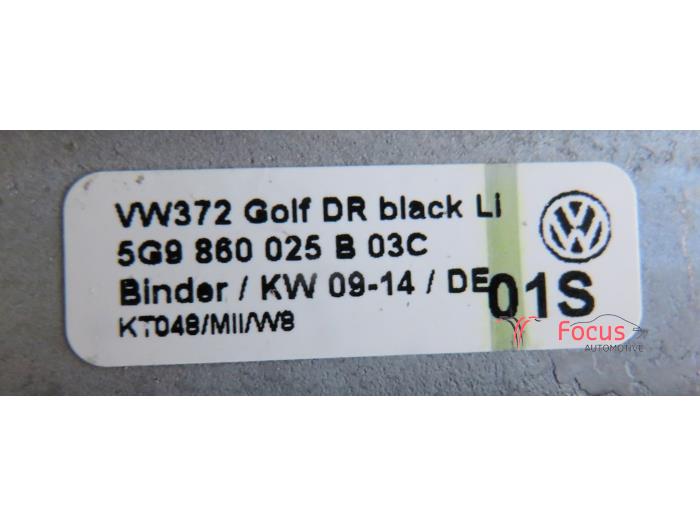 VW372 Golf DR black Li
5G9 860 025 B 03C
Binder / KW 09-14 / DE
01S
KT048/MII/W8
Focus
AUTOMOTIVE